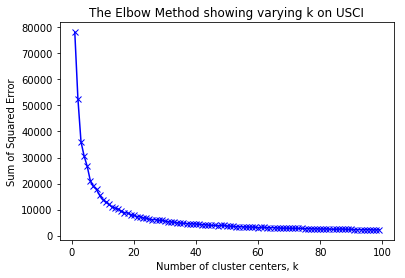 The Elbow Method showing varying k on USCI
80000
70000
60000
50000
40000
30000
20000
10000
0
Sum of Squared Error
0 20 40 60 80 100
Number of cluster centers, k